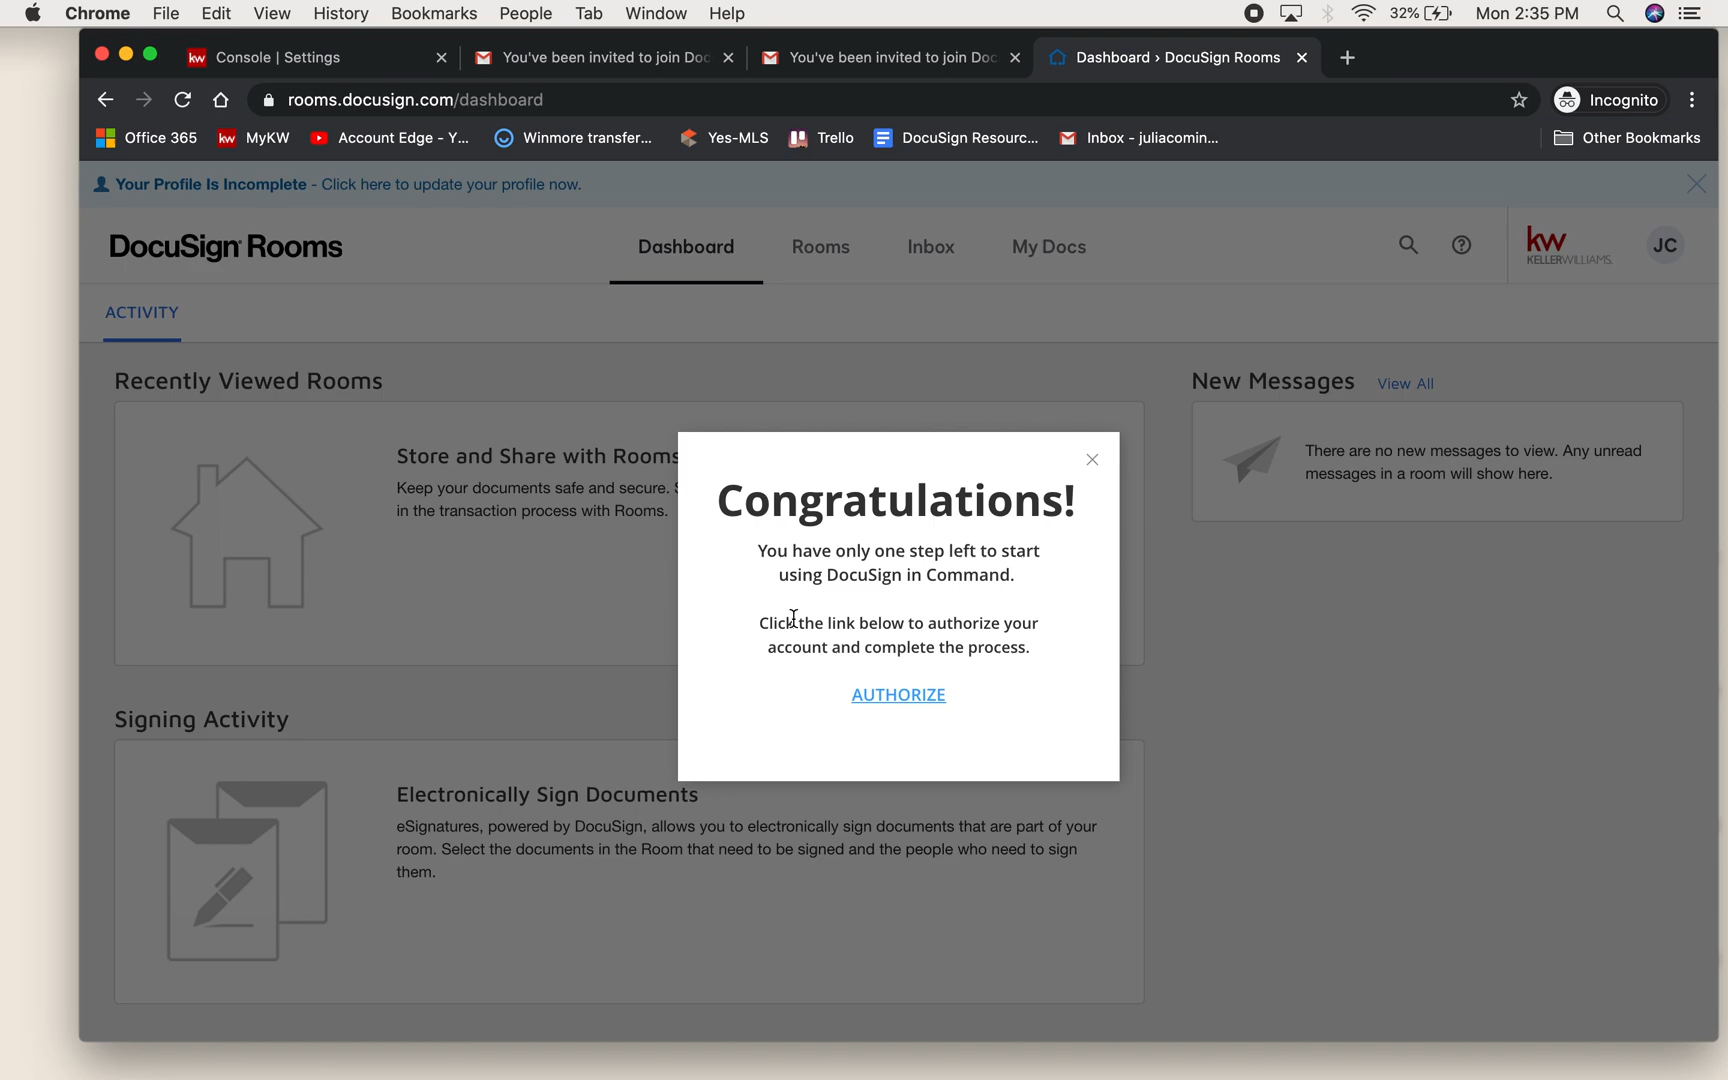 Chrome File Edit View History Bookmarks People Tab Window Help 32% Mon 2:35 PM
kw Console | Settings You've been invited to join Doc You've been invited to join Doc Dashboard › DocuSign Rooms
rooms.docusign.com/dashboard Incognito
Office 365 kw MyKW Account Edge - Y... Winmore transfer... Yes-MLS Trello DocuSign Resourc... Inbox - juliacomin... Other Bookmarks
Your Profile Is Incomplete - Click here to update your profile now.
DocuSign Rooms Dashboard Rooms Inbox My Docs kw JC
KELLERWILLIAMS.
ACTIVITY
Recently Viewed Rooms
Store and Share with Rooms
Keep your documents safe and secure. S
in the transaction process with Rooms.
New Messages View All
There are no new messages to view. Any unread
messages in a room will show here.
Congratulations!
You have only one step left to start
using DocuSign in Command.
Click the link below to authorize your
account and complete the process.
AUTHORIZE
Signing Activity
Electronically Sign Documents
eSignatures, powered by DocuSign, allows you to electronically sign documents that are part of your
room. Select the documents in the Room that need to be signed and the people who need to sign
them.